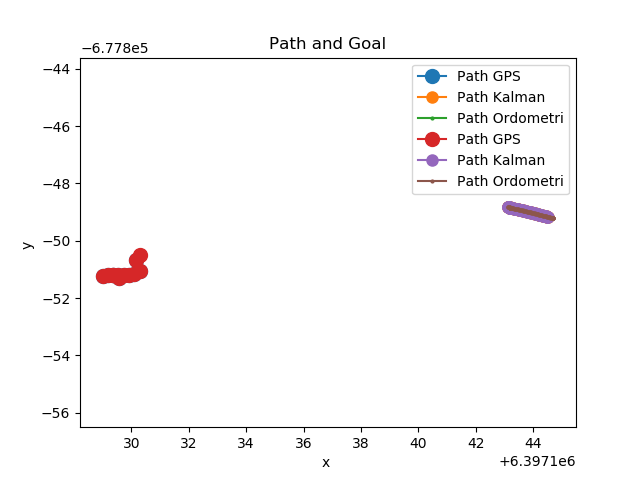 Path and Goal
−6.778e5
−44
−46
−48
−50
−52
−54
−56
y
Path GPS
Path Kalman
Path Ordometri
Path GPS
Path Kalman
Path Ordometri
30 32 34 36 38 40 42 44
x
+6.3971e6